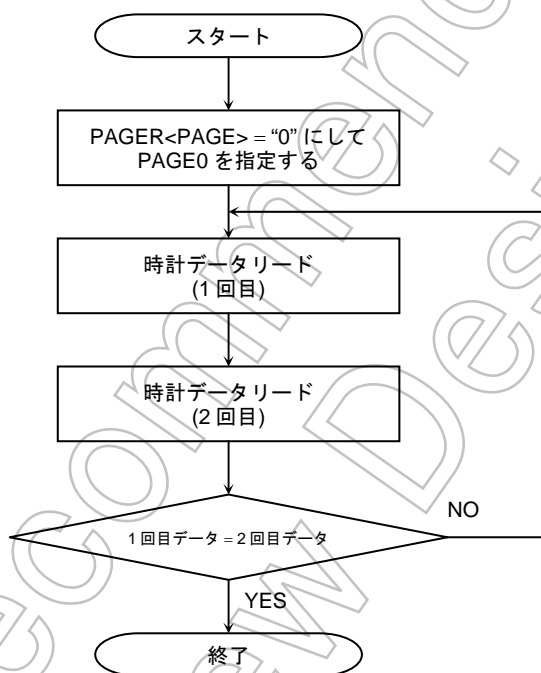 スタート
PAGER<PAGE> = “0” にして
PAGE0 を指定する
時計データリード
(1 回目)
時計データリード
(2 回目)
1 回目データ = 2 回目データ
NO
YES
終了